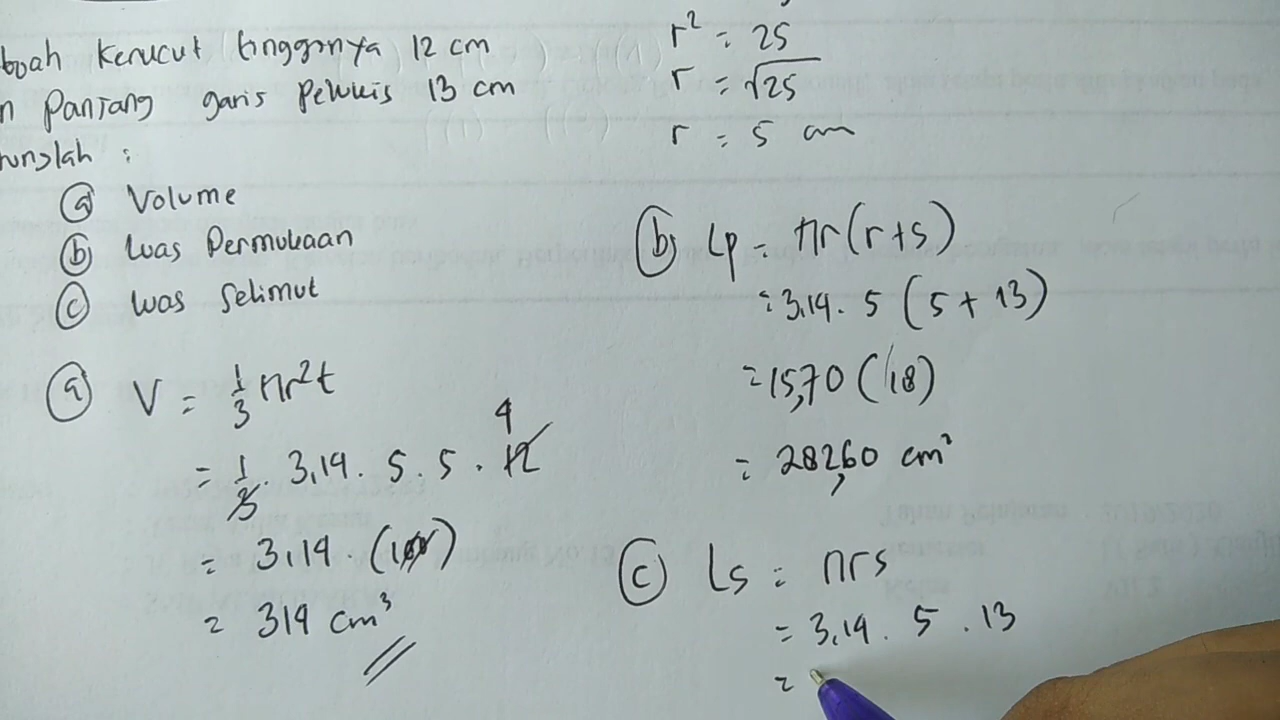 buah Kerucut tingginya 12 cm
n Panjang garis Pelukis 13 cm
tunglah :
(a) Volume
(b) Luas Permukaan
(c) Luas Selimut
(a) V = 1/3 πr²t
= 1/3 . 3,14 . 5 . 5 . 12
4
= 3,14 . (100)
= 314 cm³
r² = 25
r = √25
r = 5 cm
(b) Lp = πr(r+s)
= 3,14 . 5 (5 + 13)
= 15,70 (18)
= 282,60 cm²
(c) Ls = πrs
= 3,14 . 5 . 13
=